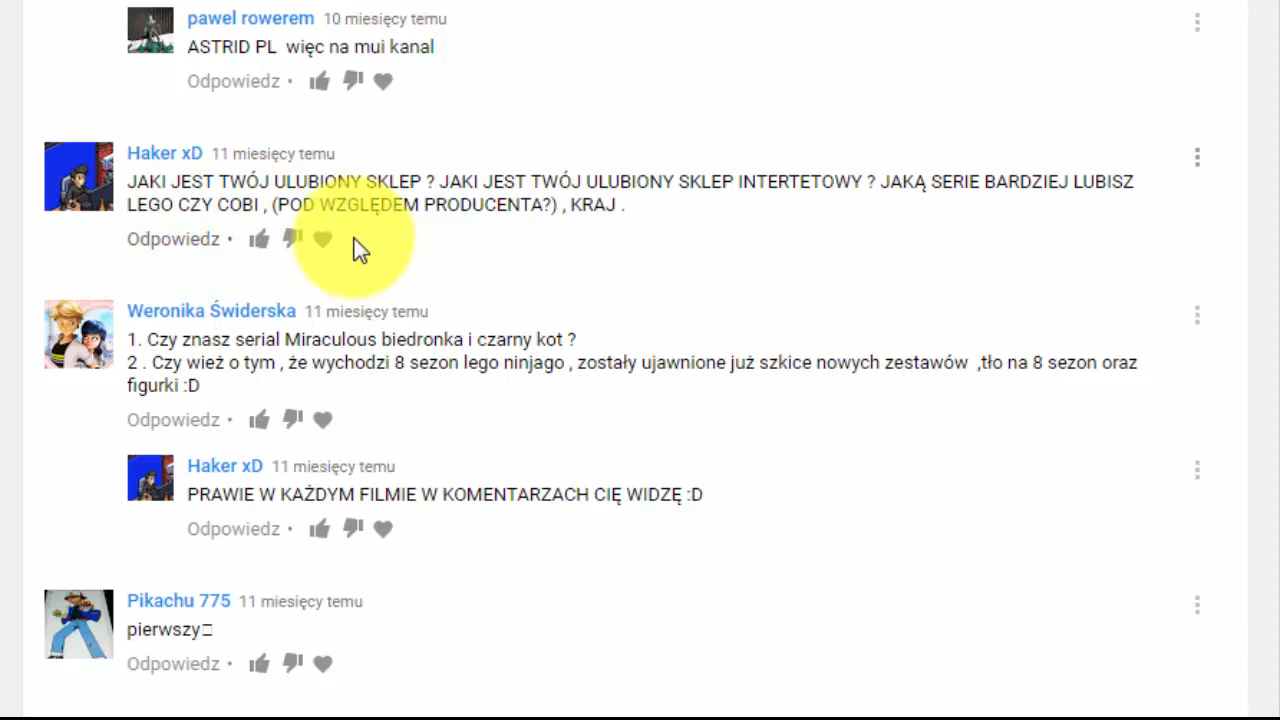 pawel rowerem 10 miesięcy temu
ASTRID PL więc na mui kanal
Odpowiedz •
Haker xD 11 miesięcy temu
JAKI JEST TWÓJ ULUBIONY SKLEP ? JAKI JEST TWÓJ ULUBIONY SKLEP INTERTETOWY ? JAKĄ SERIE BARDZIEJ LUBISZ
LEGO CZY COBI , (POD WZGLĘDEM PRODUCENTA?) , KRAJ .
Odpowiedz •
Weronika Świderska 11 miesięcy temu
1. Czy znasz serial Miraculous biedronka i czarny kot ?
2 . Czy wież o tym , że wychodzi 8 sezon lego ninjago , zostały ujawnione już szkice nowych zestawów ,tło na 8 sezon oraz
figurki :D
Odpowiedz •
Haker xD 11 miesięcy temu
PRAWIE W KAŻDYM FILMIE W KOMENTARZACH CIĘ WIDZĘ :D
Odpowiedz •
Pikachu 775 11 miesięcy temu
pierwszy□
Odpowiedz •